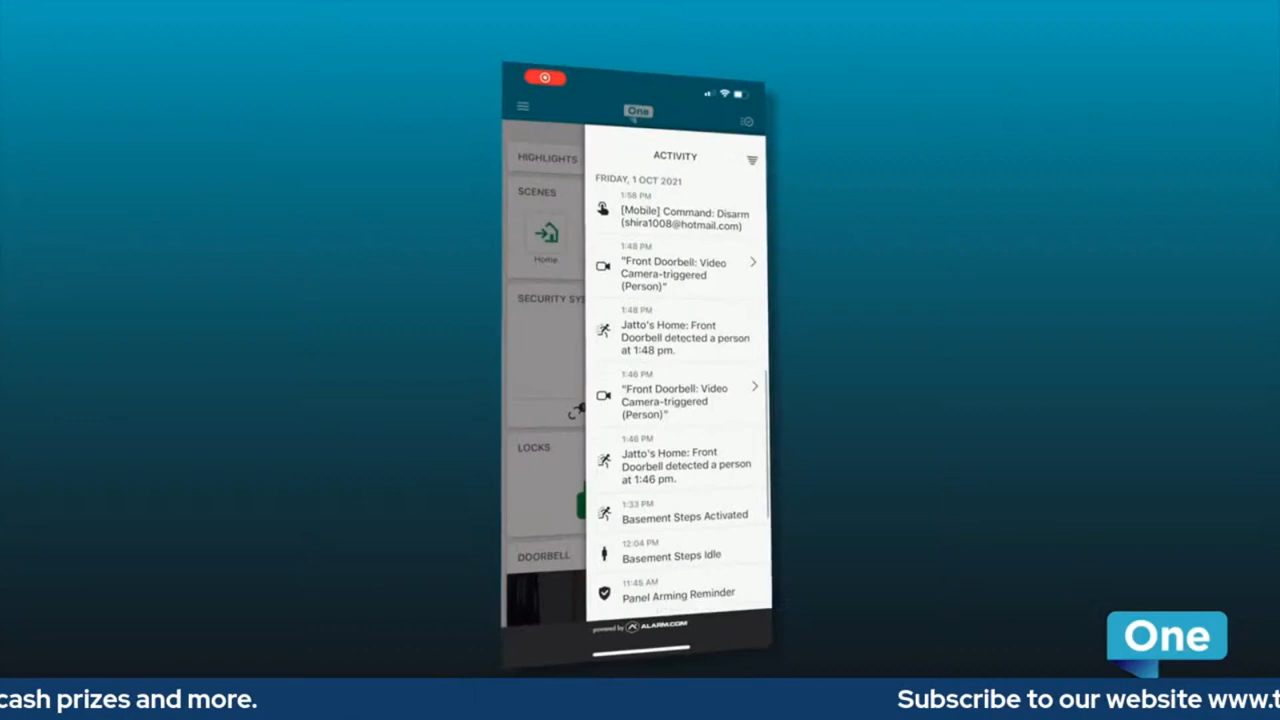 One
ACTIVITY
HIGHLIGHTS
SCENES
Home
SECURITY SY
LOCKS
DOORBELL
FRIDAY, 1 OCT 2021
1:58 PM
[Mobile] Command: Disarm
(shira1008@hotmail.com)
1:48 PM
"Front Doorbell: Video
Camera-triggered
(Person)"
1:48 PM
Jatto's Home: Front
Doorbell detected a person
at 1:48 pm.
1:46 PM
"Front Doorbell: Video
Camera-triggered
(Person)"
1:46 PM
Jatto's Home: Front
Doorbell detected a person
at 1:46 pm.
1:33 PM
Basement Steps Activated
12:04 PM
Basement Steps Idle
11:45 AM
Panel Arming Reminder
powered by ALARM.COM
One
cash prizes and more.
Subscribe to our website www.t